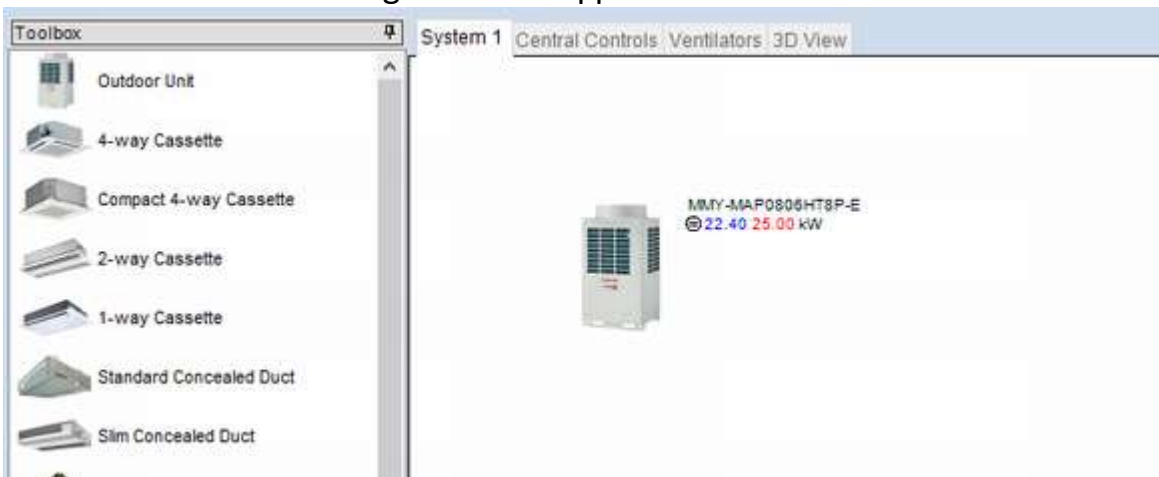 Toolbox
System 1 Central Controls Ventilators 3D View
Outdoor Unit
4-way Cassette
Compact 4-way Cassette
2-way Cassette
1-way Cassette
Standard Concealed Duct
Slim Concealed Duct
MMY-MAP0806HT8P-E
22.40 25.00 kW